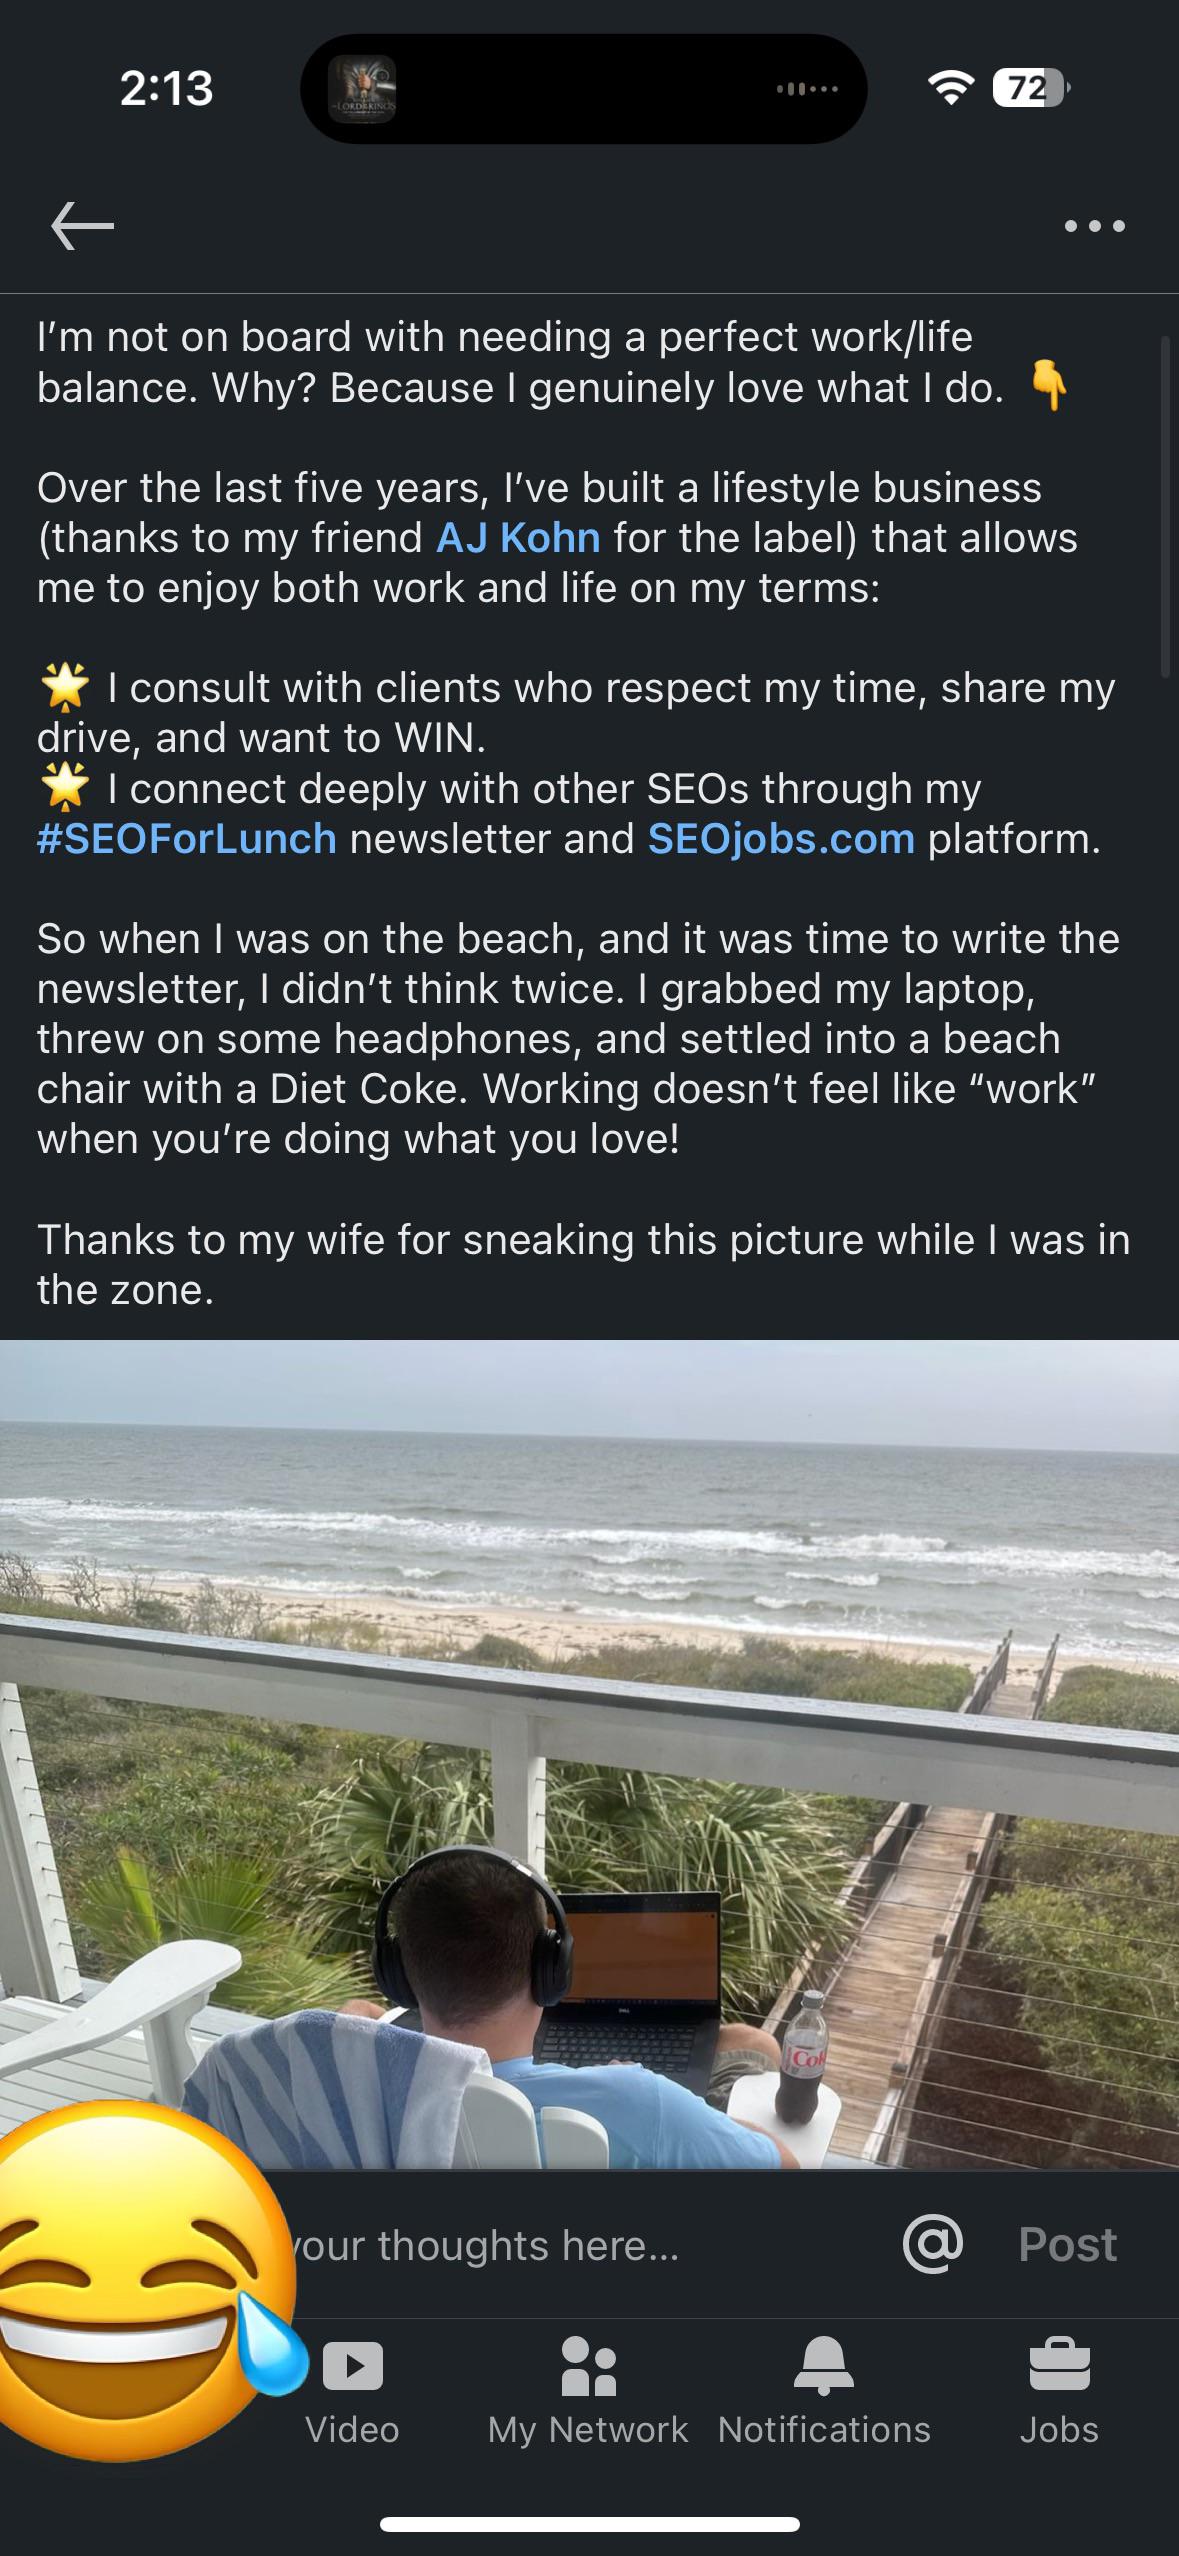 2:13
LORD OF THE RINGS
72
I’m not on board with needing a perfect work/life
balance. Why? Because I genuinely love what I do. 👇
Over the last five years, I’ve built a lifestyle business
(thanks to my friend AJ Kohn for the label) that allows
me to enjoy both work and life on my terms:
🌟 I consult with clients who respect my time, share my
drive, and want to WIN.
🌟 I connect deeply with other SEOs through my
#SEOForLunch newsletter and SEOjobs.com platform.
So when I was on the beach, and it was time to write the
newsletter, I didn’t think twice. I grabbed my laptop,
threw on some headphones, and settled into a beach
chair with a Diet Coke. Working doesn’t feel like “work”
when you’re doing what you love!
Thanks to my wife for sneaking this picture while I was in
the zone.
DELL
Coke
your thoughts here...
@ Post
Video
My Network
Notifications
Jobs